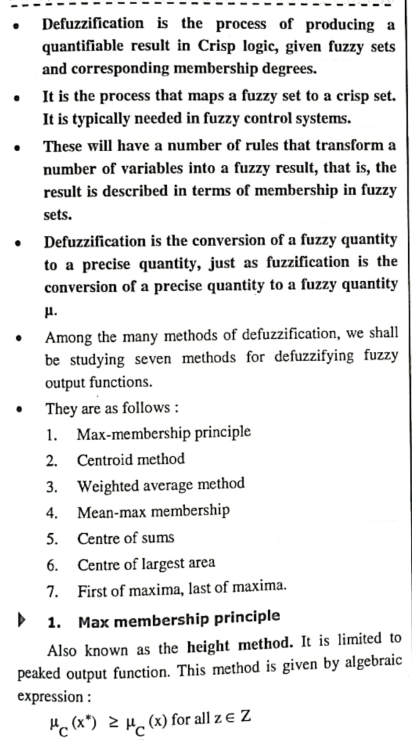 • Defuzzification is the process of producing a
quantifiable result in Crisp logic, given fuzzy sets
and corresponding membership degrees.
• It is the process that maps a fuzzy set to a crisp set.
It is typically needed in fuzzy control systems.
• These will have a number of rules that transform a
number of variables into a fuzzy result, that is, the
result is described in terms of membership in fuzzy
sets.
• Defuzzification is the conversion of a fuzzy quantity
to a precise quantity, just as fuzzification is the
conversion of a precise quantity to a fuzzy quantity
μ.
• Among the many methods of defuzzification, we shall
be studying seven methods for defuzzifying fuzzy
output functions.
• They are as follows :
1. Max-membership principle
2. Centroid method
3. Weighted average method
4. Mean-max membership
5. Centre of sums
6. Centre of largest area
7. First of maxima, last of maxima.
1. Max membership principle
Also known as the height method. It is limited to
peaked output function. This method is given by algebraic
expression :
μC (x*) ≥ μC (x) for all z ∈ Z